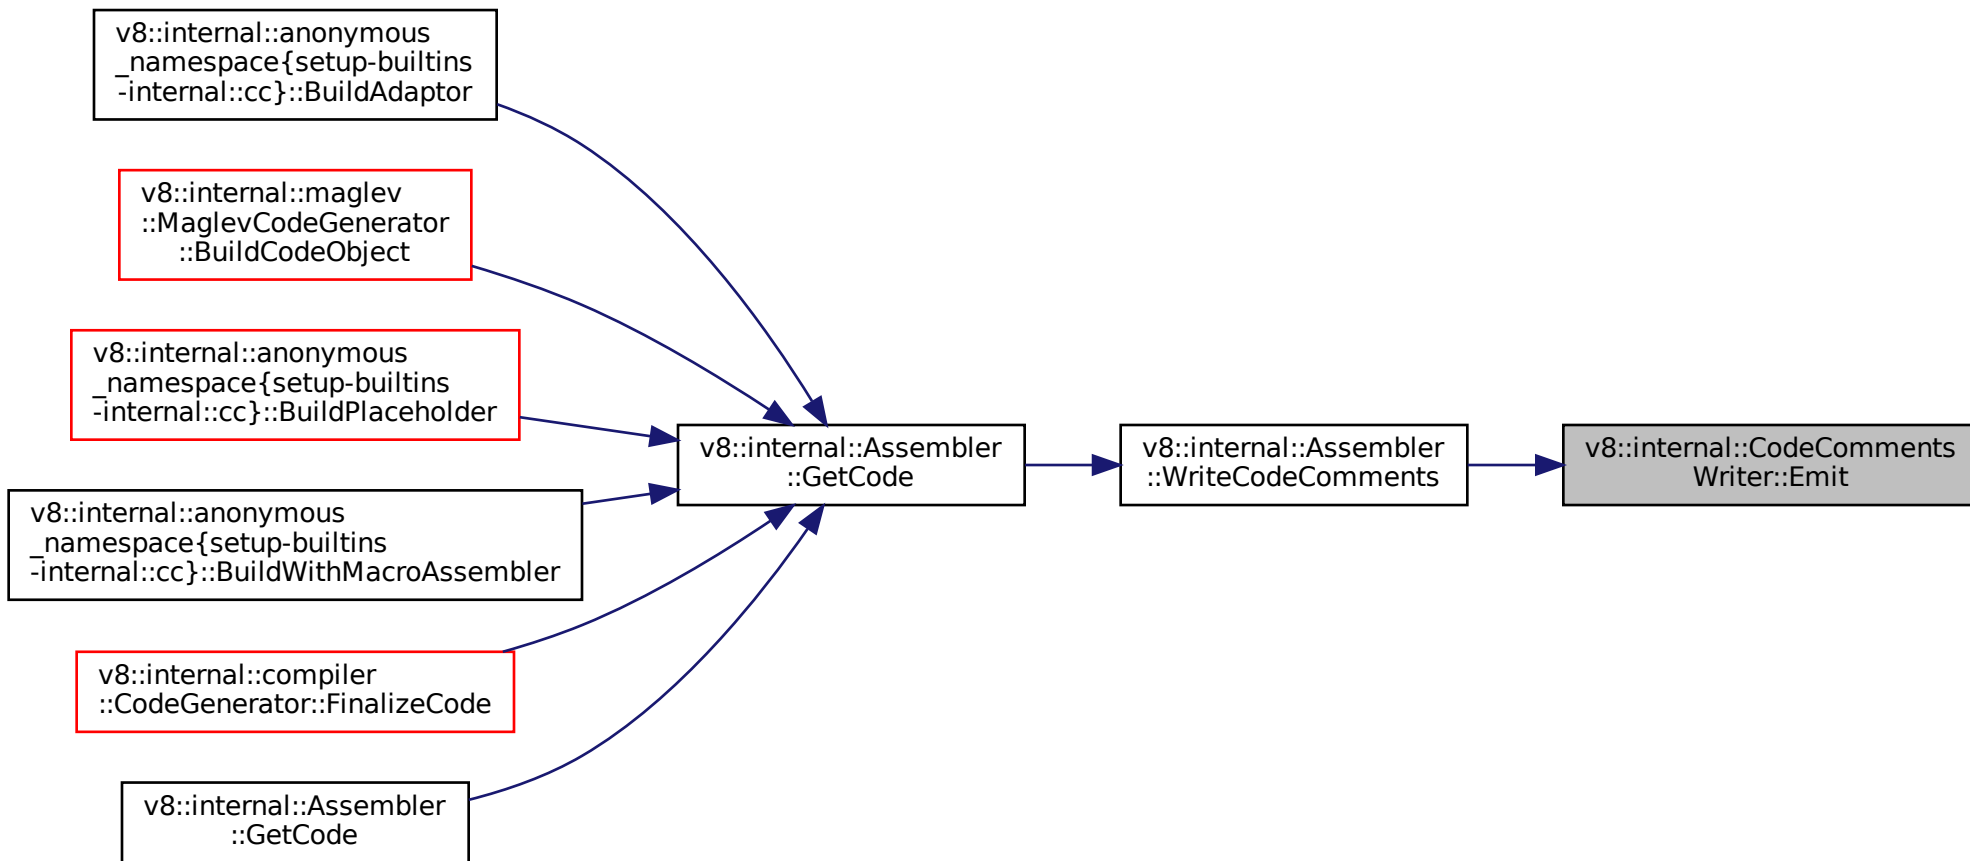 v8::internal::anonymous
_namespace{setup-builtins
-internal::cc}::BuildAdaptor
v8::internal::maglev
::MaglevCodeGenerator
::BuildCodeObject
v8::internal::anonymous
_namespace{setup-builtins
-internal::cc}::BuildPlaceholder
v8::internal::anonymous
_namespace{setup-builtins
-internal::cc}::BuildWithMacroAssembler
v8::internal::compiler
::CodeGenerator::FinalizeCode
v8::internal::Assembler
::GetCode
v8::internal::Assembler
::GetCode
v8::internal::Assembler
::WriteCodeComments
v8::internal::CodeComments
Writer::Emit